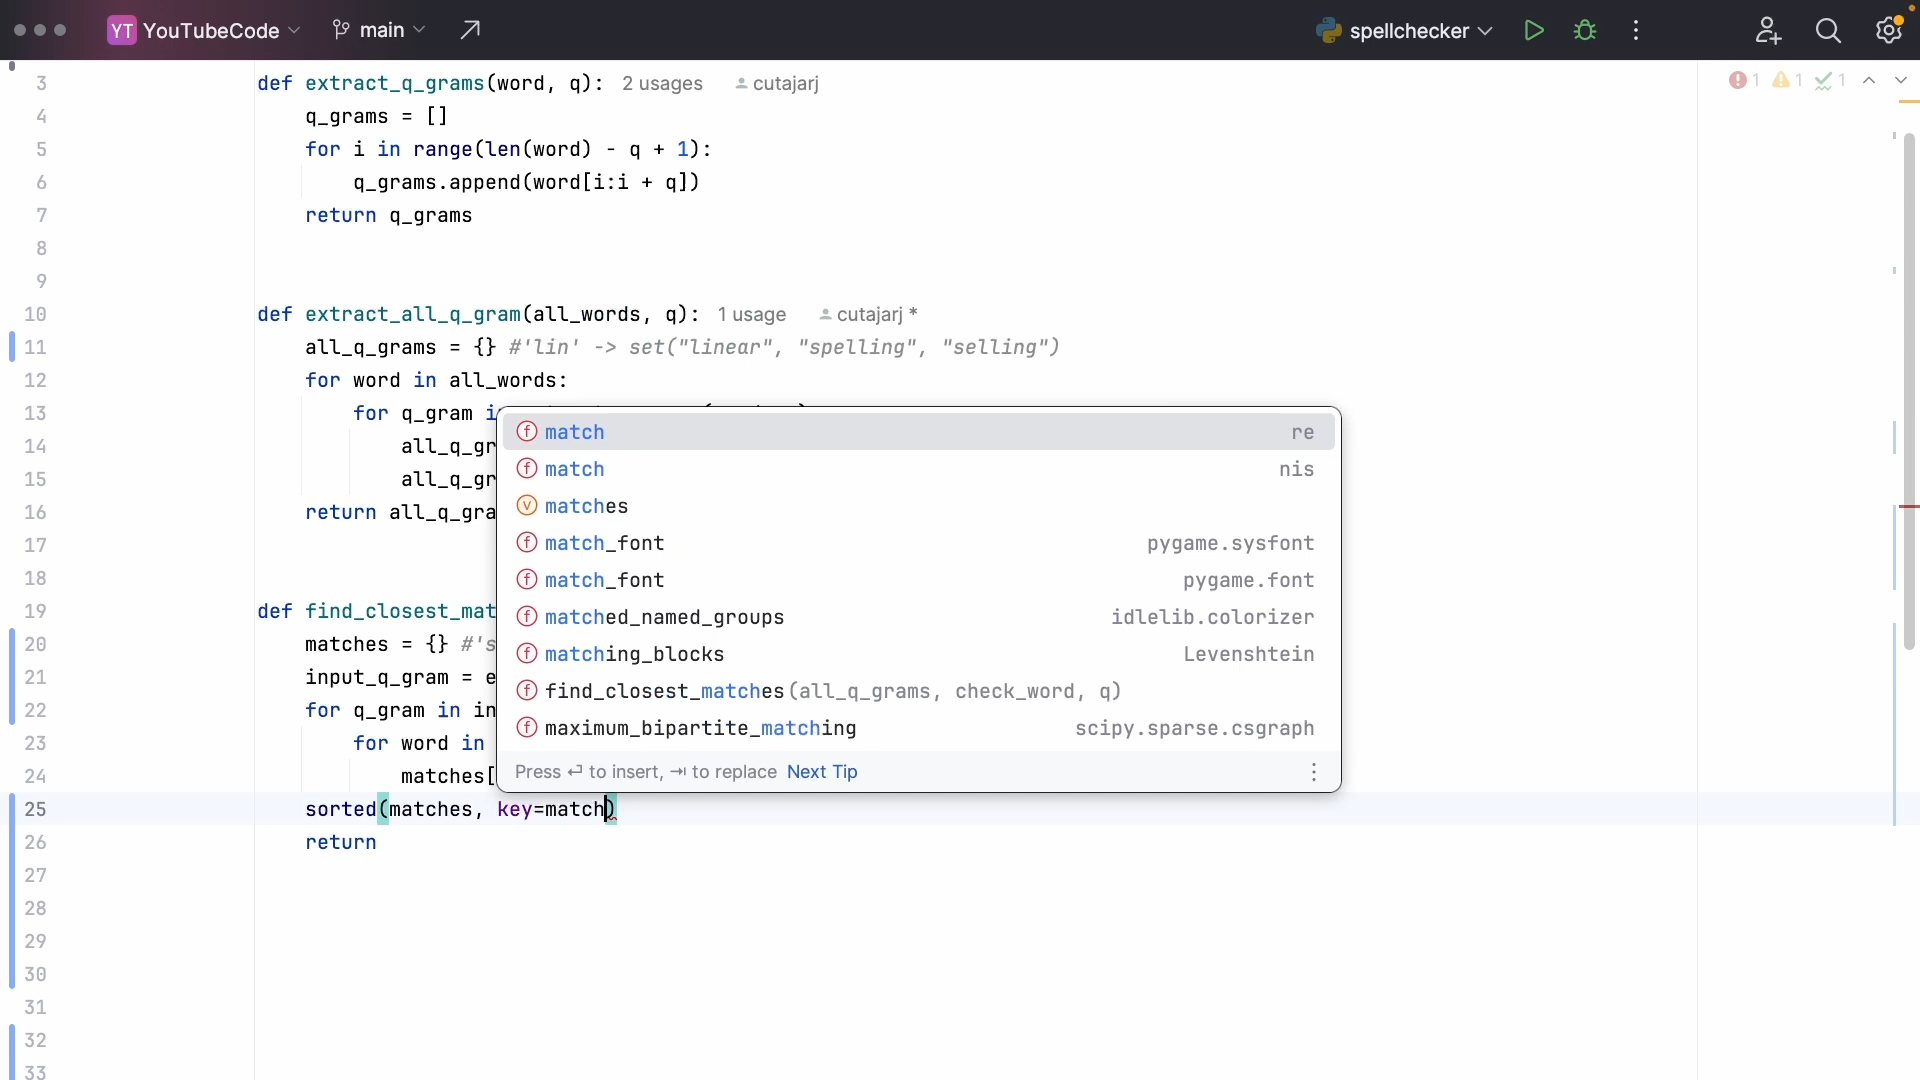 YT YouTubeCode main spellchecker
3 def extract_q_grams(word, q): 2 usages cutajarj 1 1 1
4 q_grams = []
5 for i in range(len(word) - q + 1):
6 q_grams.append(word[i:i + q])
7 return q_grams
8
9
10 def extract_all_q_gram(all_words, q): 1 usage cutajarj *
11 all_q_grams = {} #'lin' -> set("linear", "spelling", "selling")
12 for word in all_words:
13 for q_gram i
match re
14 all_q_gr
match nis
15 all_q_gr
matches
16 return all_q_gra
match_font pygame.sysfont
17
match_font pygame.font
18
19 def find_closest_mat
matched_named_groups idlelib.colorizer
20 matches = {} #'s
matching_blocks Levenshtein
21 input_q_gram = e
find_closest_matches(all_q_grams, check_word, q)
22 for q_gram in in
maximum_bipartite_matching scipy.sparse.csgraph
23 for word in
Press ⏎ to insert, ⇥ to replace Next Tip
24 matches[
25 sorted(matches, key=match)
26 return
27
28
29
30
31
32
33